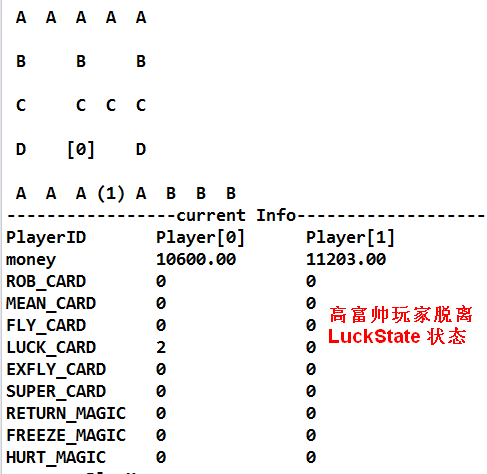 A A A A A
B B B
C C C C
D [0] D
A A A (1) A B B B
-----------------current Info-------------------
PlayerID Player[0] Player[1]
money 10600.00 11203.00
ROB_CARD 0 0
MEAN_CARD 0 0
FLY_CARD 0 0
LUCK_CARD 2 0
EXFLY_CARD 0 0
SUPER_CARD 0 0
RETURN_MAGIC 0 0
FREEZE_MAGIC 0 0
HURT_MAGIC 0 0
高富帅玩家脱离
LuckState 状态